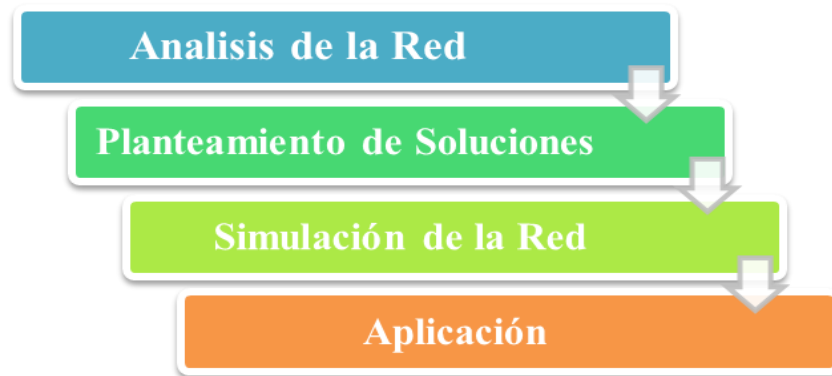 Analisis de la Red
Planteamiento de Soluciones
Simulación de la Red
Aplicación